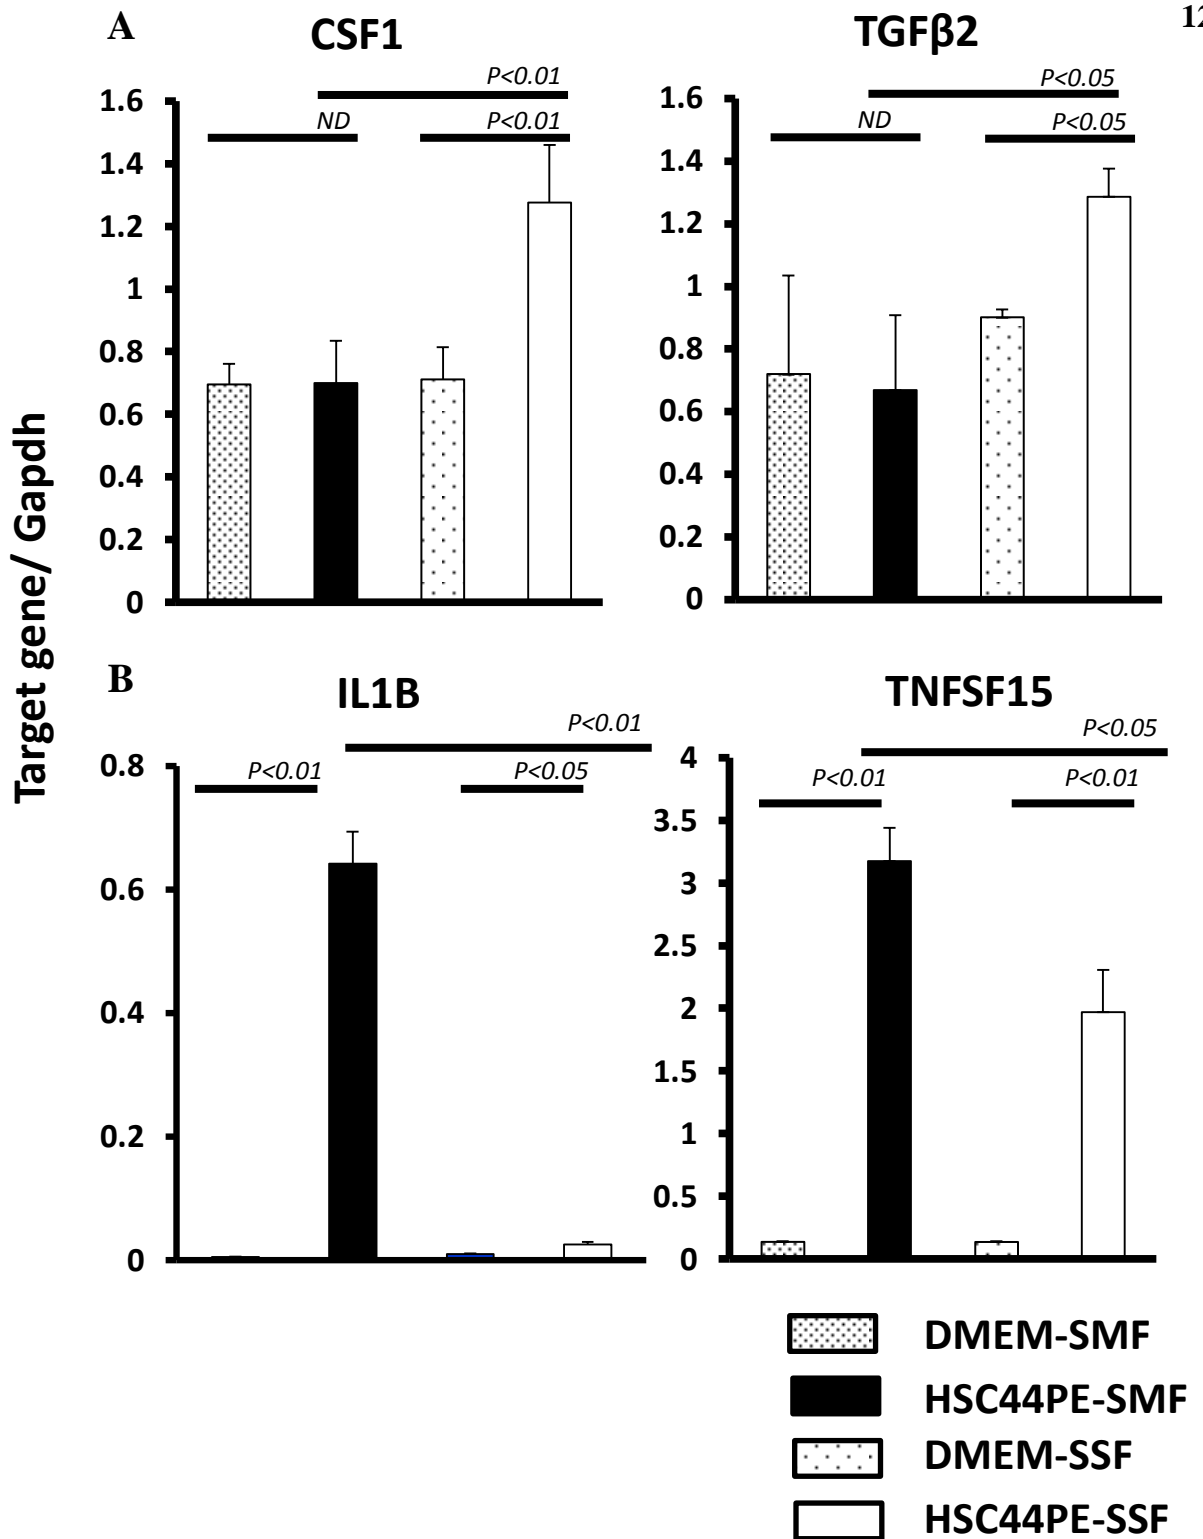 12
A
CSF1
TGFβ2
P<0.01
ND
P<0.01
P<0.05
ND
P<0.05
1.6
1.4
1.2
1
0.8
0.6
0.4
0.2
0
1.6
1.4
1.2
1
0.8
0.6
0.4
0.2
0
Target gene/ Gapdh
B
IL1B
TNFSF15
P<0.01
P<0.01
P<0.05
P<0.05
P<0.01
P<0.01
0.8
0.6
0.4
0.2
0
4
3.5
3
2.5
2
1.5
1
0.5
0
DMEM-SMF
HSC44PE-SMF
DMEM-SSF
HSC44PE-SSF